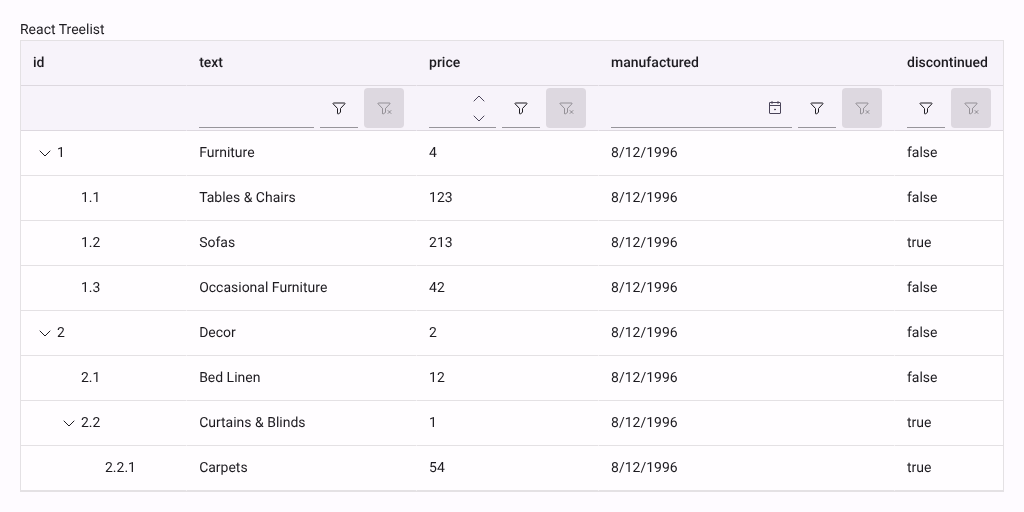 React Treelist
id text price manufactured discontinued
1 Furniture 4 8/12/1996 false
1.1 Tables & Chairs 123 8/12/1996 false
1.2 Sofas 213 8/12/1996 true
1.3 Occasional Furniture 42 8/12/1996 false
2 Decor 2 8/12/1996 false
2.1 Bed Linen 12 8/12/1996 false
2.2 Curtains & Blinds 1 8/12/1996 true
2.2.1 Carpets 54 8/12/1996 true